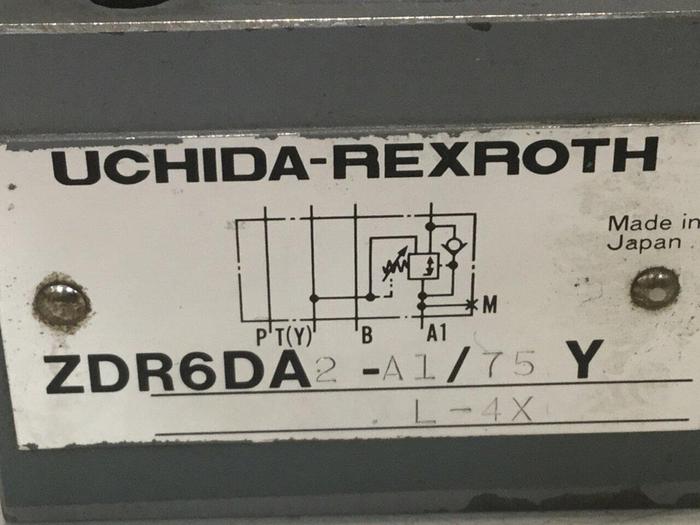 UCHIDA-REXROTH
Made in
Japan
M
P T(Y) B A1
ZDR6DA2-A1/75 Y
L-4X